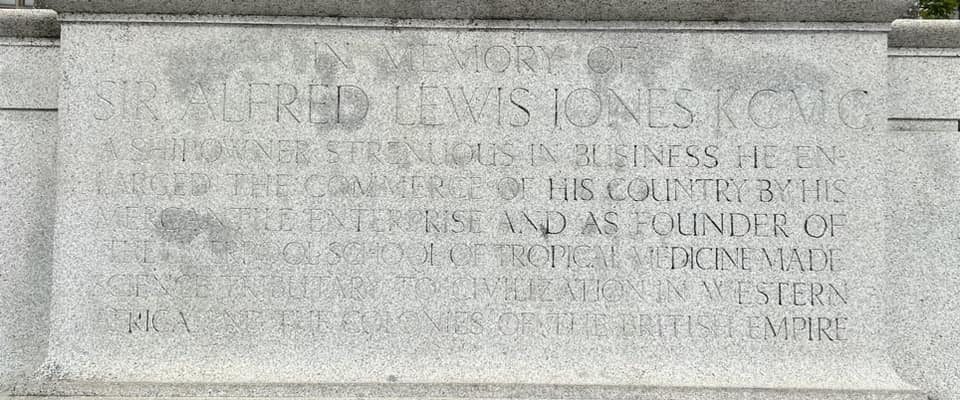 IN MEMORY OF
SIR ALFRED LEWIS JONES K C M G
A SHIPOWNER STRENUOUS IN BUSINESS HE EN-
LARGED THE COMMERCE OF HIS COUNTRY BY HIS
MERCANTILE ENTERPRISE AND AS FOUNDER OF
THE LIVERPOOL SCHOOL OF TROPICAL MEDICINE MADE
SCIENCE TRIBUTARY TO CIVILIZATION IN WESTERN
AFRICA AND THE COLONIES OF THE BRITISH EMPIRE